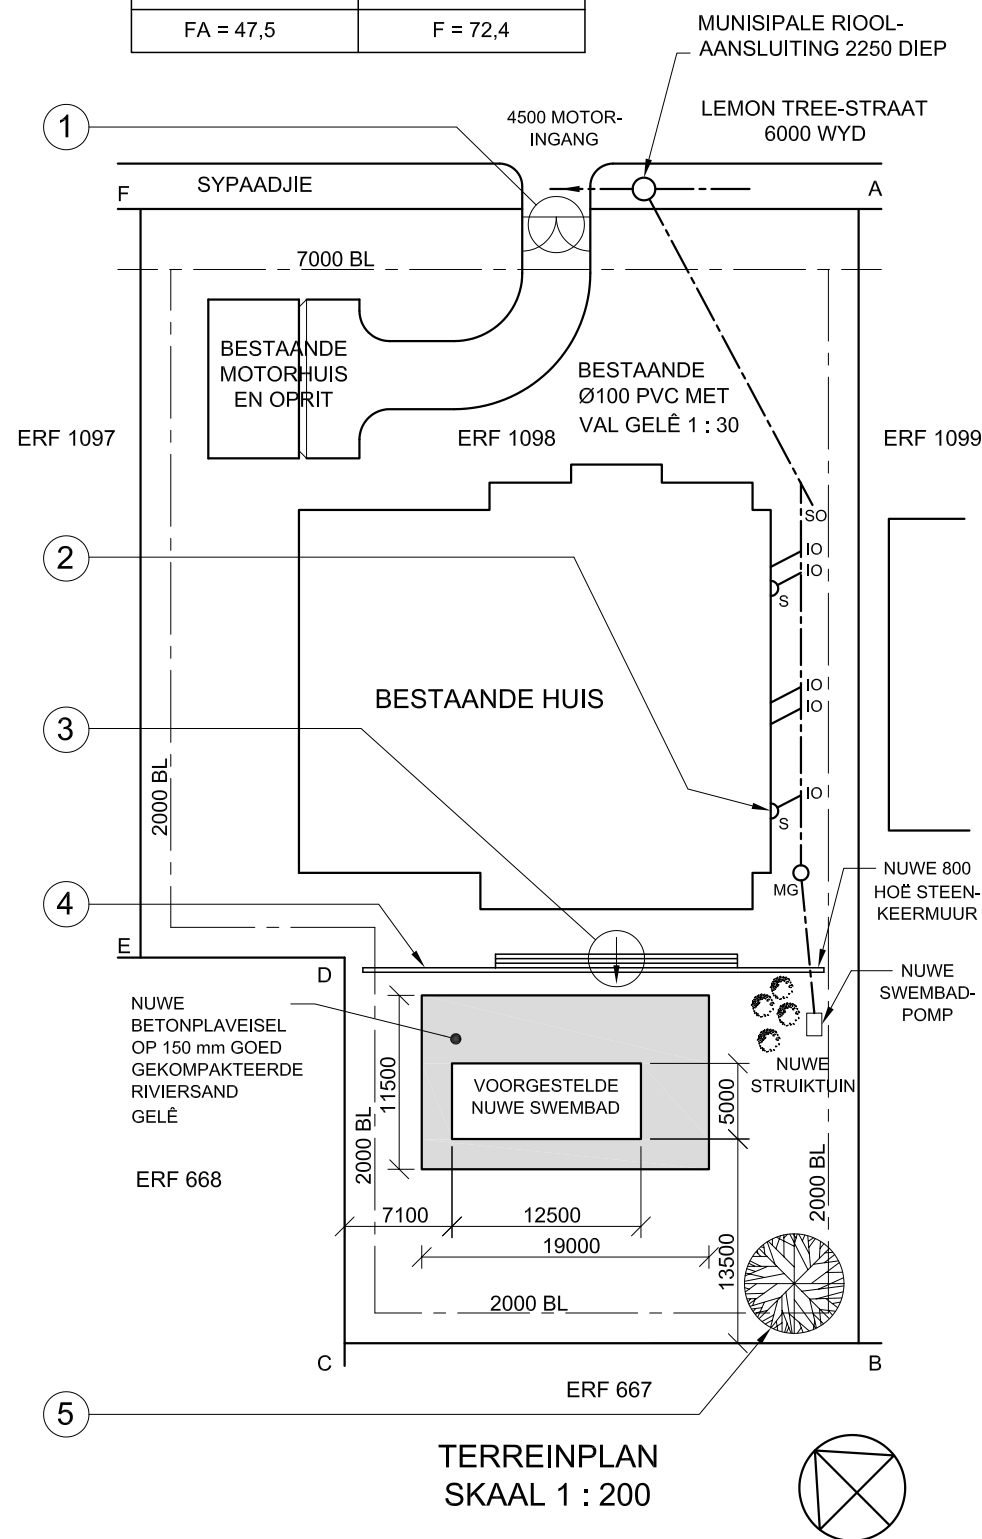 FA = 47,5
F = 72,4
MUNISIPALE RIOOL-
AANSLUITING 2250 DIEP
1
4500 MOTOR-
INGANG
LEMON TREE-STRAAT
6000 WYD
F
SYPAADJIE
A
7000 BL
BESTAANDE
MOTORHUIS
EN OPRIT
BESTAANDE
Ø100 PVC MET
VAL GELÊ 1 : 30
ERF 1097
ERF 1098
ERF 1099
SO
2
IO
IO
S
BESTAANDE HUIS
IO
IO
3
2000 BL
IO
S
MG
NUWE 800
HOË STEEN-
KEERMUUR
4
E
D
NUWE
SWEMBAD-
POMP
NUWE
BETONPLAVEISEL
OP 150 mm GOED
GEKOMPAKTEERDE
RIVIERSAND
GELÊ
11500
VOORGESTELDE
NUWE SWEMBAD
5000
NUWE
STRUIKTUIN
2000 BL
2000 BL
ERF 668
7100
12500
19000
13500
2000 BL
C
B
ERF 667
5
TERREINPLAN
SKAAL 1 : 200